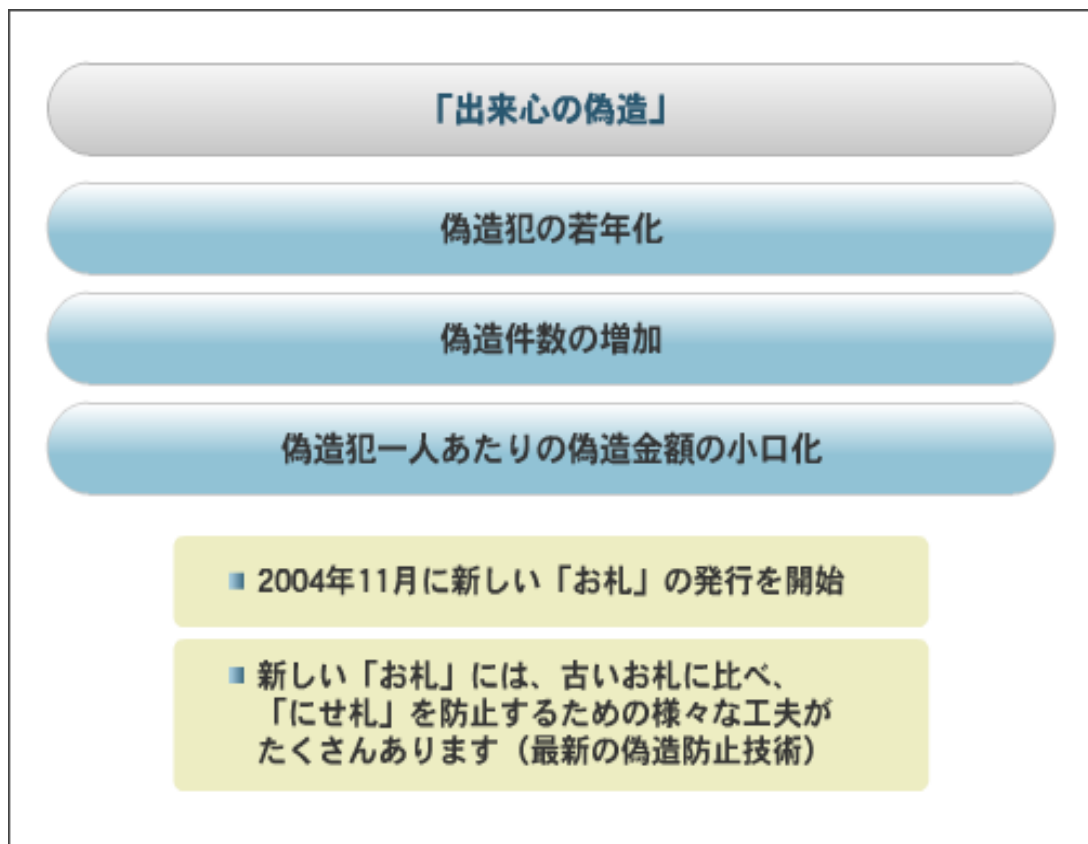 「出来心の偽造」
偽造犯の若年化
偽造件数の増加
偽造犯一人あたりの偽造金額の小口化
2004年11月に新しい「お札」の発行を開始
新しい「お札」には、古いお札に比べ、
「にせ札」を防止するための様々な工夫が
たくさんあります（最新の偽造防止技術）